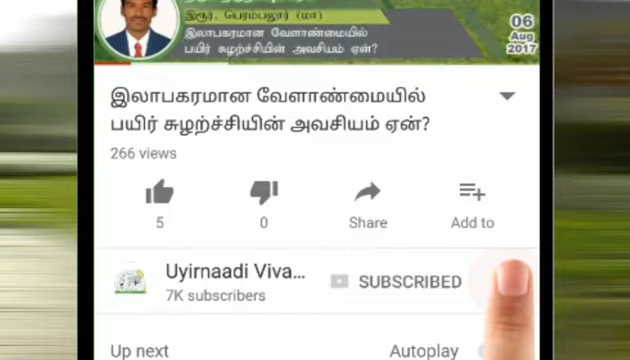 இரூர், பெரம்பலூர் (மா)
இலாபகரமான வேளாண்மையில்
பயிர் சுழற்சியின் அவசியம் ஏன்?
06
Aug
2017
இலாபகரமான வேளாண்மையில்
பயிர் சுழற்ச்சியின் அவசியம் ஏன்?
266 views
5
0
Share
Add to
Uyirnaadi Viva...
SUBSCRIBED
7K subscribers
Up next
Autoplay